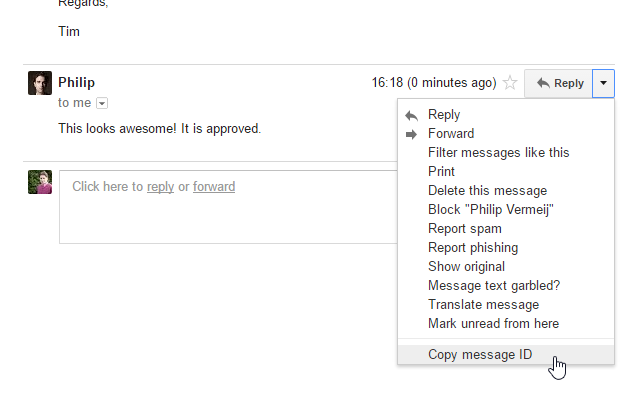 Regards,
Tim
Philip
16:18 (0 minutes ago)
Reply
to me
This looks awesome! It is approved.
Click here to reply or forward
Reply
Forward
Filter messages like this
Print
Delete this message
Block "Philip Vermeij"
Report spam
Report phishing
Show original
Message text garbled?
Translate message
Mark unread from here
Copy message ID